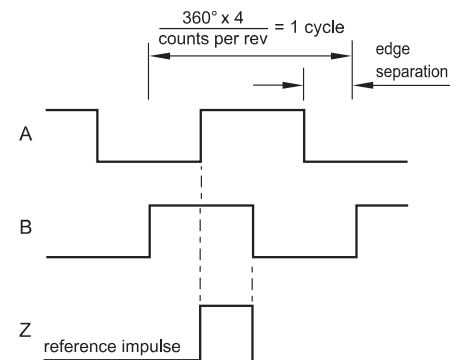 360° x 4
counts per rev
= 1 cycle
edge
separation
A
B
Z
reference impulse